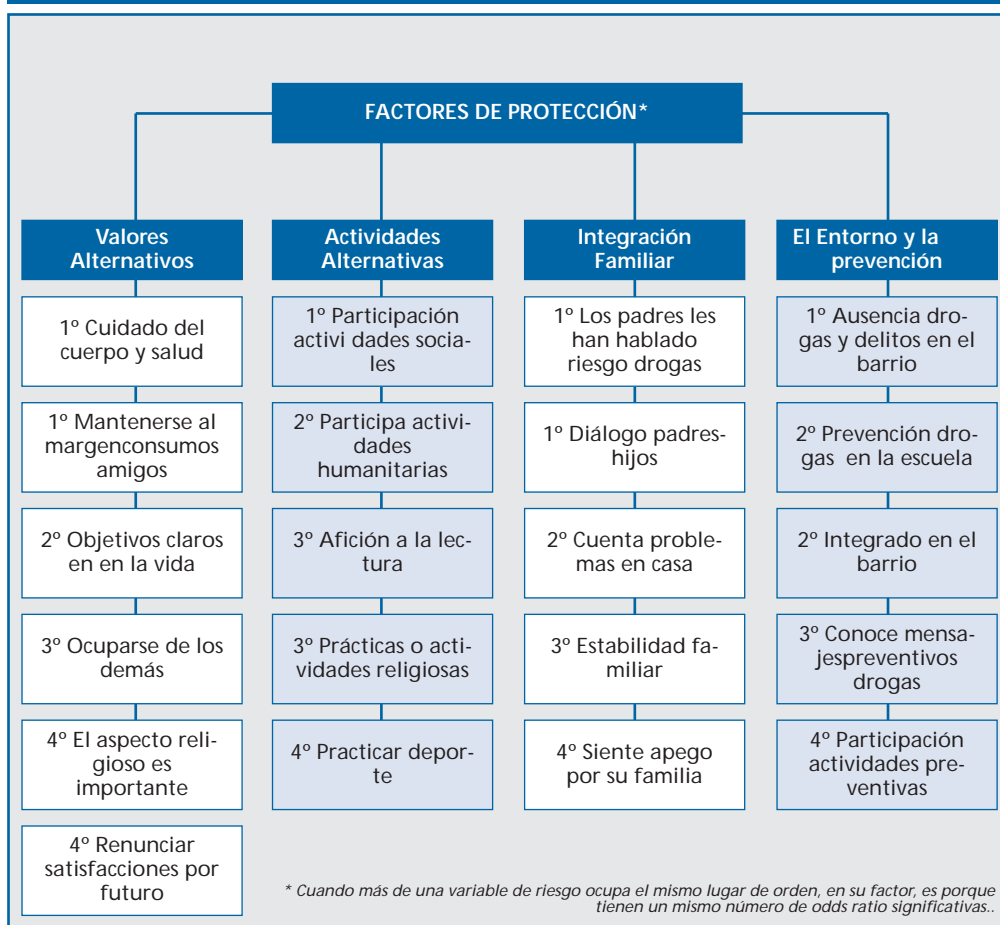 FACTORES DE PROTECCIÓN*
Valores
Alternativos
1º Cuidado del
cuerpo y salud
1º Mantenerse al
margenconsumos
amigos
2º Objetivos claros
en en la vida
3º Ocuparse de los
demás
4º El aspecto reli-
gioso es
importante
4º Renunciar
satisfacciones por
futuro
Actividades
Alternativas
1º Participación
activi dades socia-
les
2º Participa activi-
dades
humanitarias
3º Afición a la lec-
tura
3º Prácticas o acti-
vidades religiosas
4º Practicar depor-
te
Integración
Familiar
1º Los padres les
han hablado
riesgo drogas
1º Diálogo padres-
hijos
2º Cuenta proble-
mas en casa
3º Estabilidad fa-
miliar
4º Siente apego
por su familia
El Entorno y la
prevención
1º Ausencia dro-
gas y delitos en el
barrio
2º Prevención dro-
gas en la escuela
2º Integrado en el
barrio
3º Conoce mensa-
jespreventivos
drogas
4º Participación
actividades pre-
ventivas
* Cuando más de una variable de riesgo ocupa el mismo lugar de orden, en su factor, es porque
tienen un mismo número de odds ratio significativas..